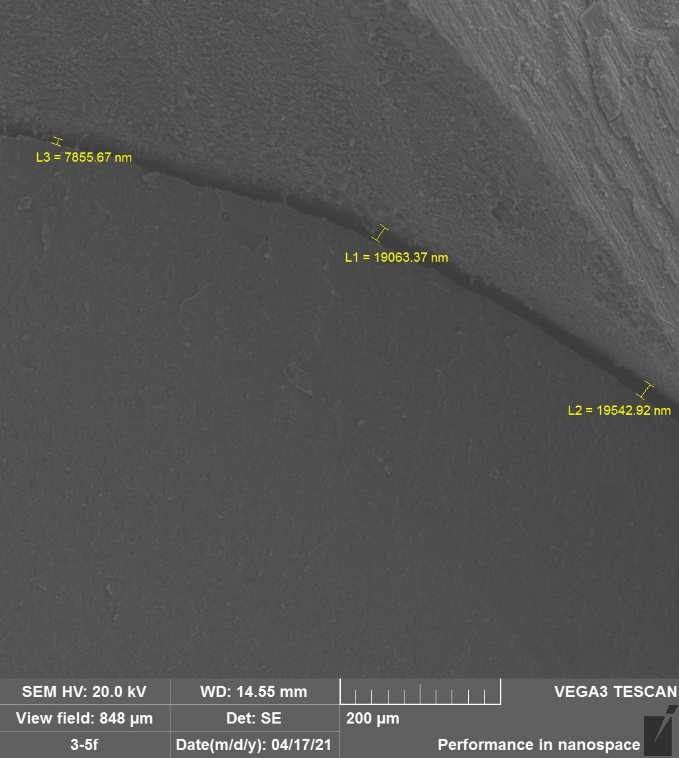 L3 = 7855.67 nm
L1 = 19063.37 nm
L2 = 19542.92 nm
SEM HV: 20.0 kV
WD: 14.55 mm
VEGA3 TESCAN
View field: 848 µm
Det: SE
200 µm
3-5f
Date(m/d/y): 04/17/21
Performance in nanospace